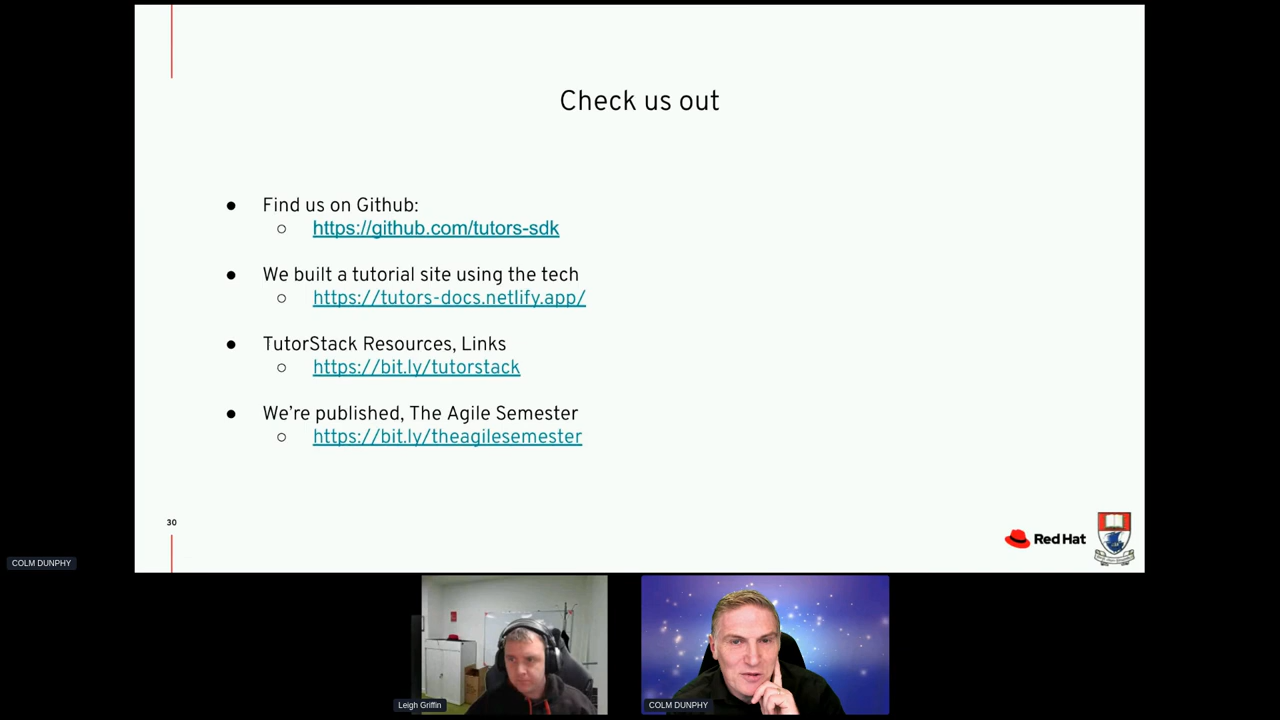 Check us out
● Find us on Github:
○ https://github.com/tutors-sdk
● We built a tutorial site using the tech
○ https://tutors-docs.netlify.app/
● TutorStack Resources, Links
○ https://bit.ly/tutorstack
● We’re published, The Agile Semester
○ https://bit.ly/theagilesemester
30
Red Hat
COLM DUNPHY
Leigh Griffin
COLM DUNPHY